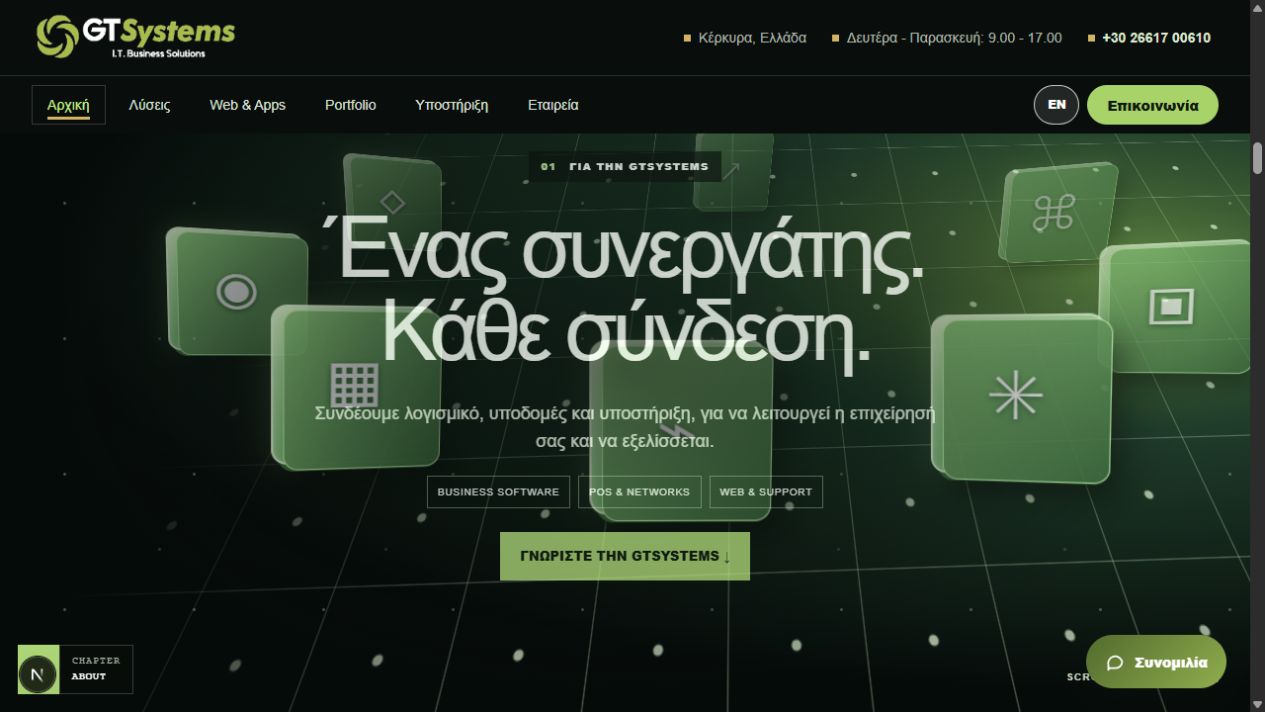 GTSystems
I.T. Business Solutions
Κέρκυρα, Ελλάδα
Δευτέρα - Παρασκευή: 9.00 - 17.00
+30 26617 00610
Αρχική
Λύσεις
Web & Apps
Portfolio
Υποστήριξη
Εταιρεία
EN
Επικοινωνία
01 ΓΙΑ ΤΗΝ GTSYSTEMS
Ένας συνεργάτης.
Κάθε σύνδεση.
Συνδέουμε λογισμικό, υποδομές και υποστήριξη, για να λειτουργεί η επιχείρησή
σας και να εξελίσσεται.
BUSINESS SOFTWARE
POS & NETWORKS
WEB & SUPPORT
ΓΝΩΡΙΣΤΕ ΤΗΝ GTSYSTEMS ↓
N
CHAPTER
ABOUT
Συνομιλία